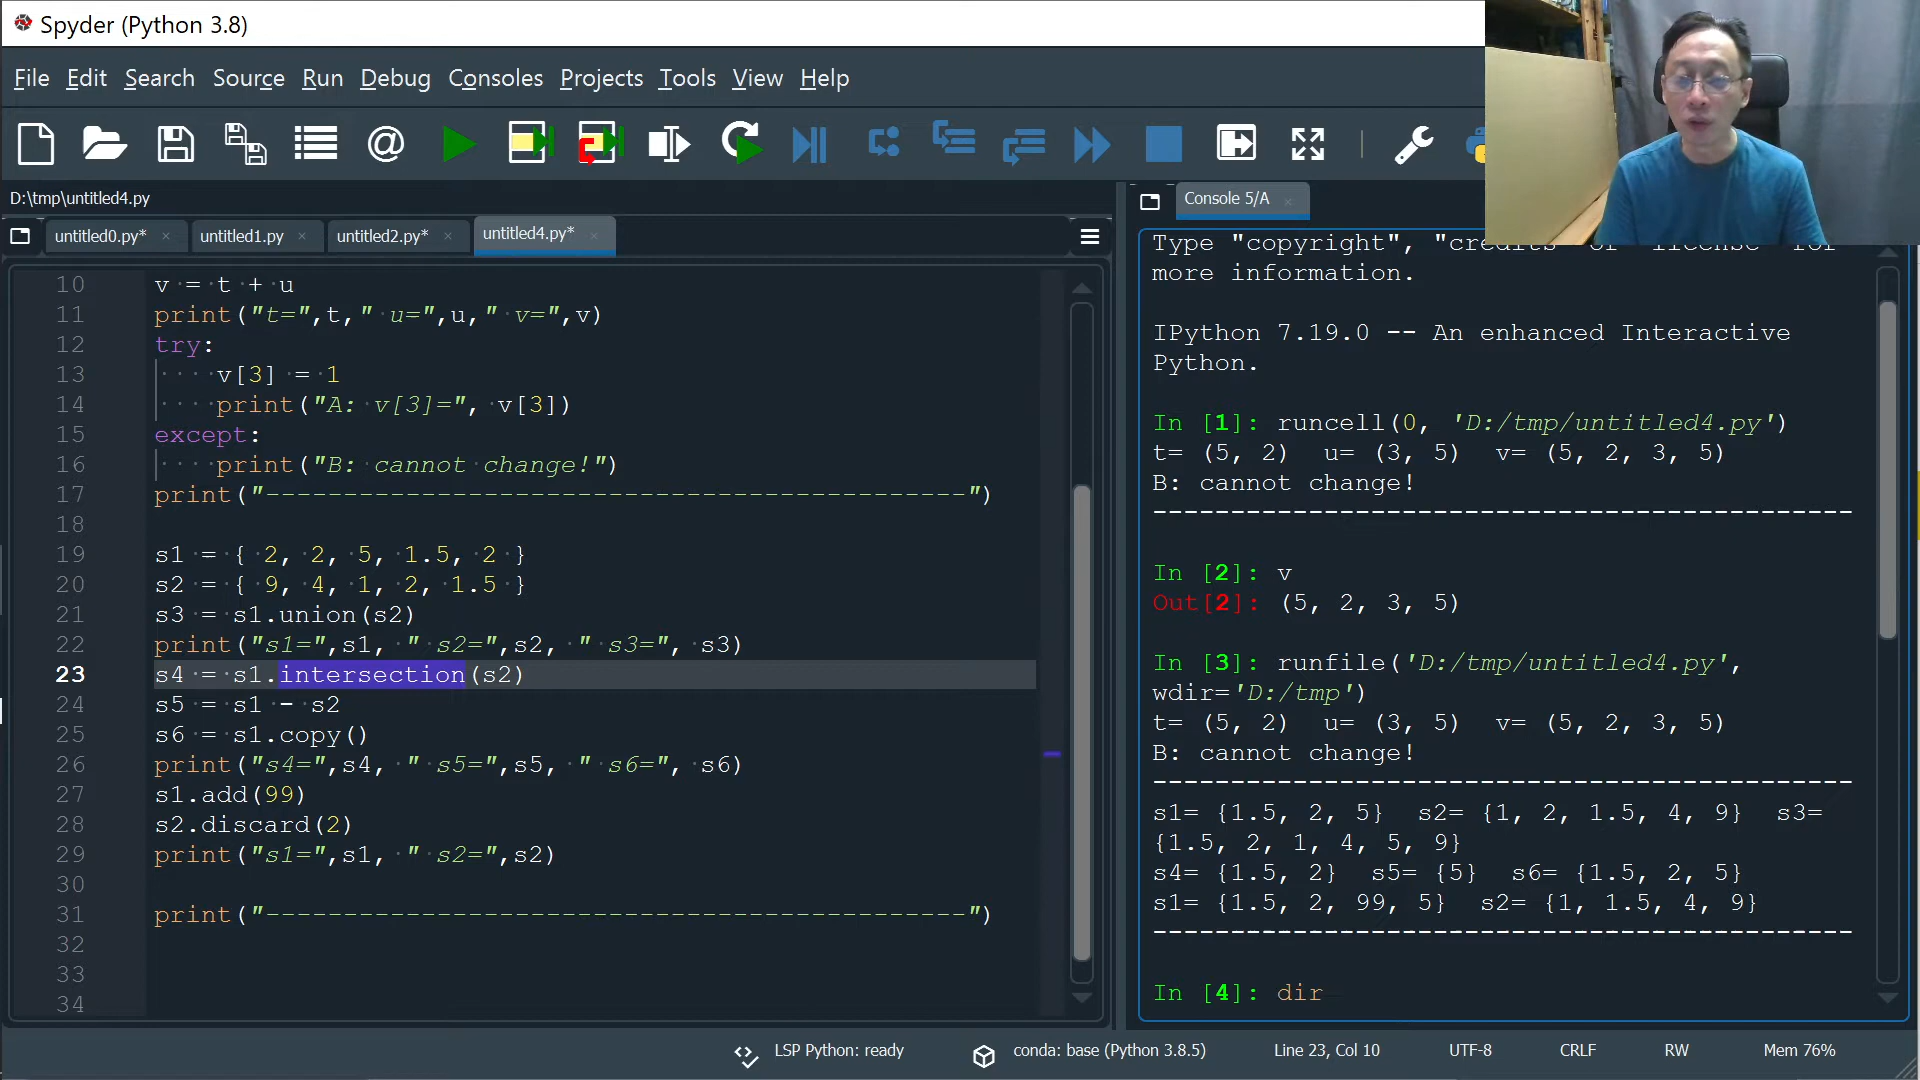 Spyder (Python 3.8)
File Edit Search Source Run Debug Consoles Projects Tools View Help
D:\tmp\untitled4.py
untitled0.py* untitled1.py untitled2.py* untitled4.py*
10 v = t + u
11 print("t=",t," u=",u," v=",v)
12 try:
13 v[3] = 1
14 print("A: v[3]=", v[3])
15 except:
16 print("B: cannot change!")
17 print("---------------------------------------------")
18
19 s1 = { 2, 2, 5, 1.5, 2 }
20 s2 = { 9, 4, 1, 2, 1.5 }
21 s3 = s1.union(s2)
22 print("s1=",s1, " s2=",s2, " s3=", s3)
23 s4 = s1.intersection(s2)
24 s5 = s1 - s2
25 s6 = s1.copy()
26 print("s4=",s4, " s5=",s5, " s6=", s6)
27 s1.add(99)
28 s2.discard(2)
29 print("s1=",s1, " s2=",s2)
30
31 print("---------------------------------------------")
32
33
34
Console 5/A
Type "copyright", "credits" or "license" for
more information.
IPython 7.19.0 -- An enhanced Interactive
Python.
In [1]: runcell(0, 'D:/tmp/untitled4.py')
t= (5, 2)  u= (3, 5)  v= (5, 2, 3, 5)
B: cannot change!
---------------------------------------------
In [2]: v
Out[2]: (5, 2, 3, 5)
In [3]: runfile('D:/tmp/untitled4.py',
wdir='D:/tmp')
t= (5, 2)  u= (3, 5)  v= (5, 2, 3, 5)
B: cannot change!
---------------------------------------------
s1= {1.5, 2, 5}  s2= {1, 2, 1.5, 4, 9}  s3=
{1.5, 2, 1, 4, 5, 9}
s4= {1.5, 2}  s5= {5}  s6= {1.5, 2, 5}
s1= {1.5, 2, 99, 5}  s2= {1, 1.5, 4, 9}
---------------------------------------------
In [4]: dir
LSP Python: ready conda: base (Python 3.8.5) Line 23, Col 10 UTF-8 CRLF RW Mem 76%